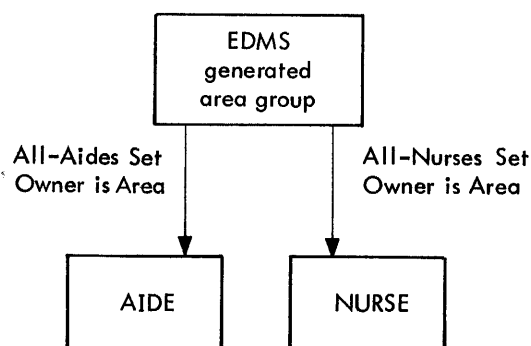 EDMS
generated
area group
All-Aides Set
Owner is Area
All-Nurses Set
Owner is Area
AIDE
NURSE